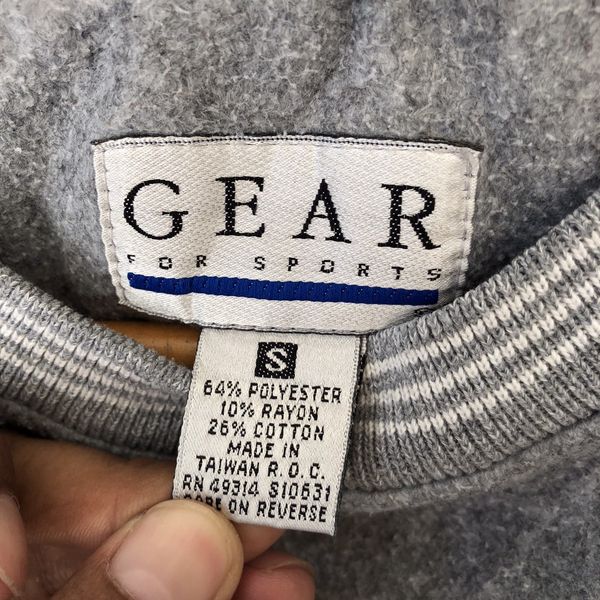 GEAR
FOR SPORTS
S
64% POLYESTER
10% RAYON
26% COTTON
MADE IN
TAIWAN R.O.C.
RN 49314 S10631
CARE ON REVERSE